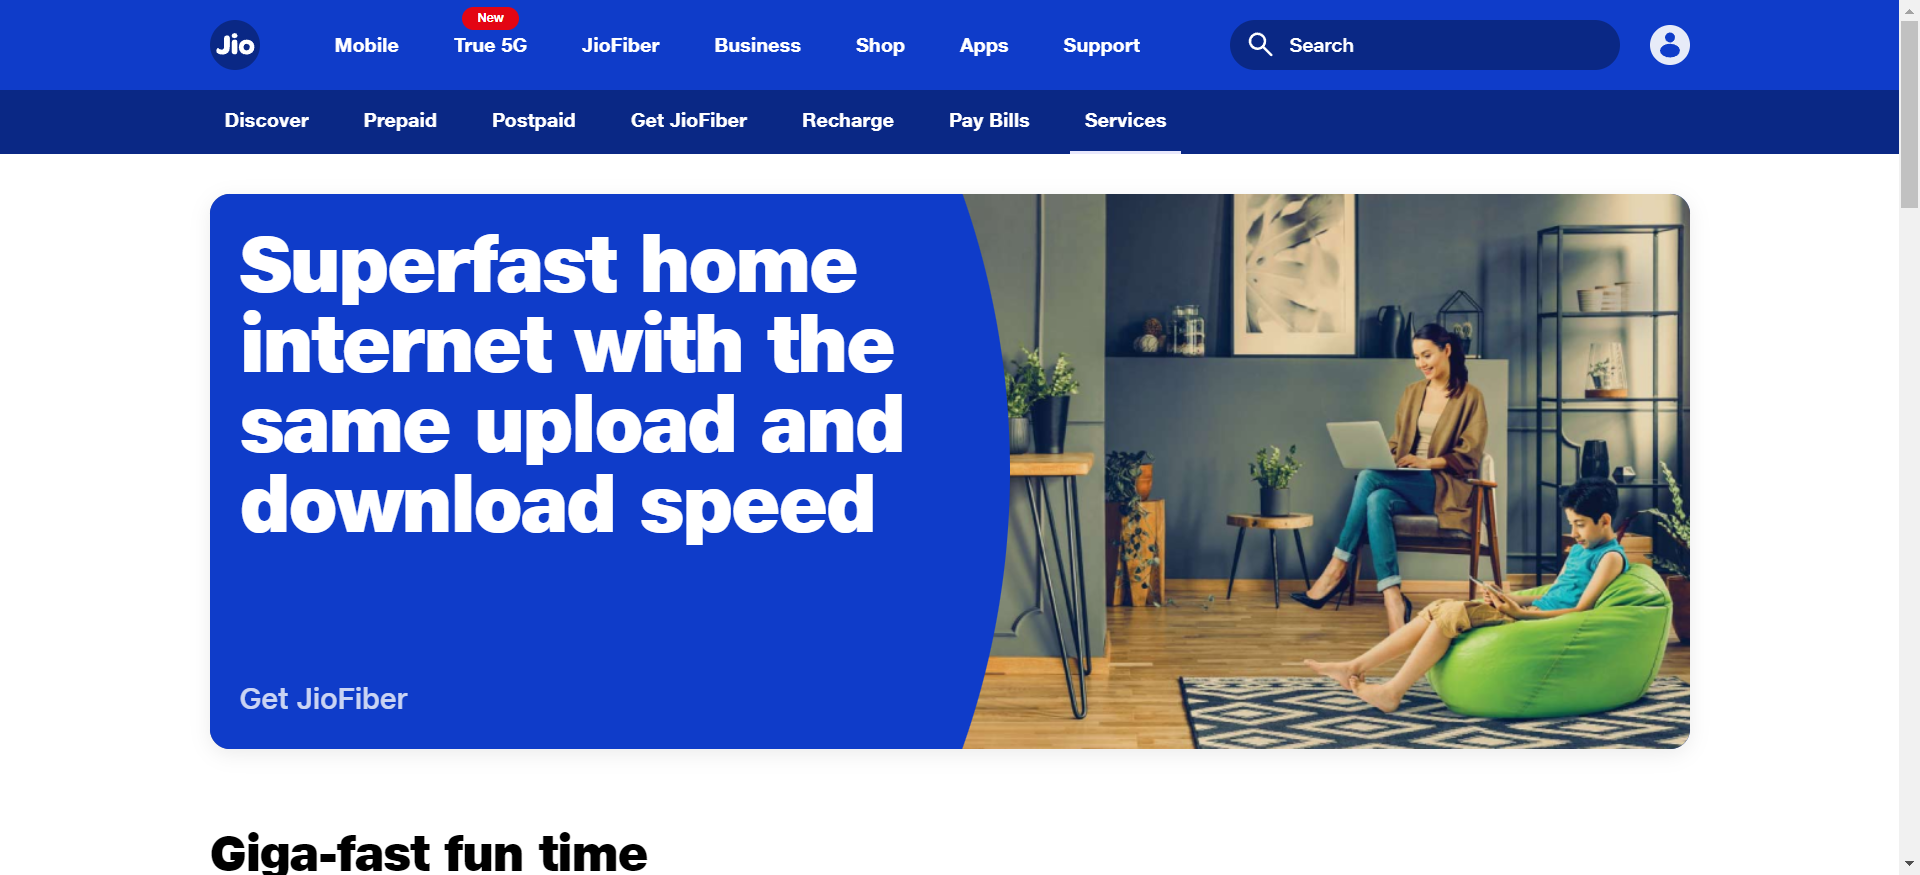 Jio
Mobile
New
True 5G
JioFiber
Business
Shop
Apps
Support
Search
Discover
Prepaid
Postpaid
Get JioFiber
Recharge
Pay Bills
Services
Superfast home
internet with the
same upload and
download speed
Get JioFiber
Giga-fast fun time